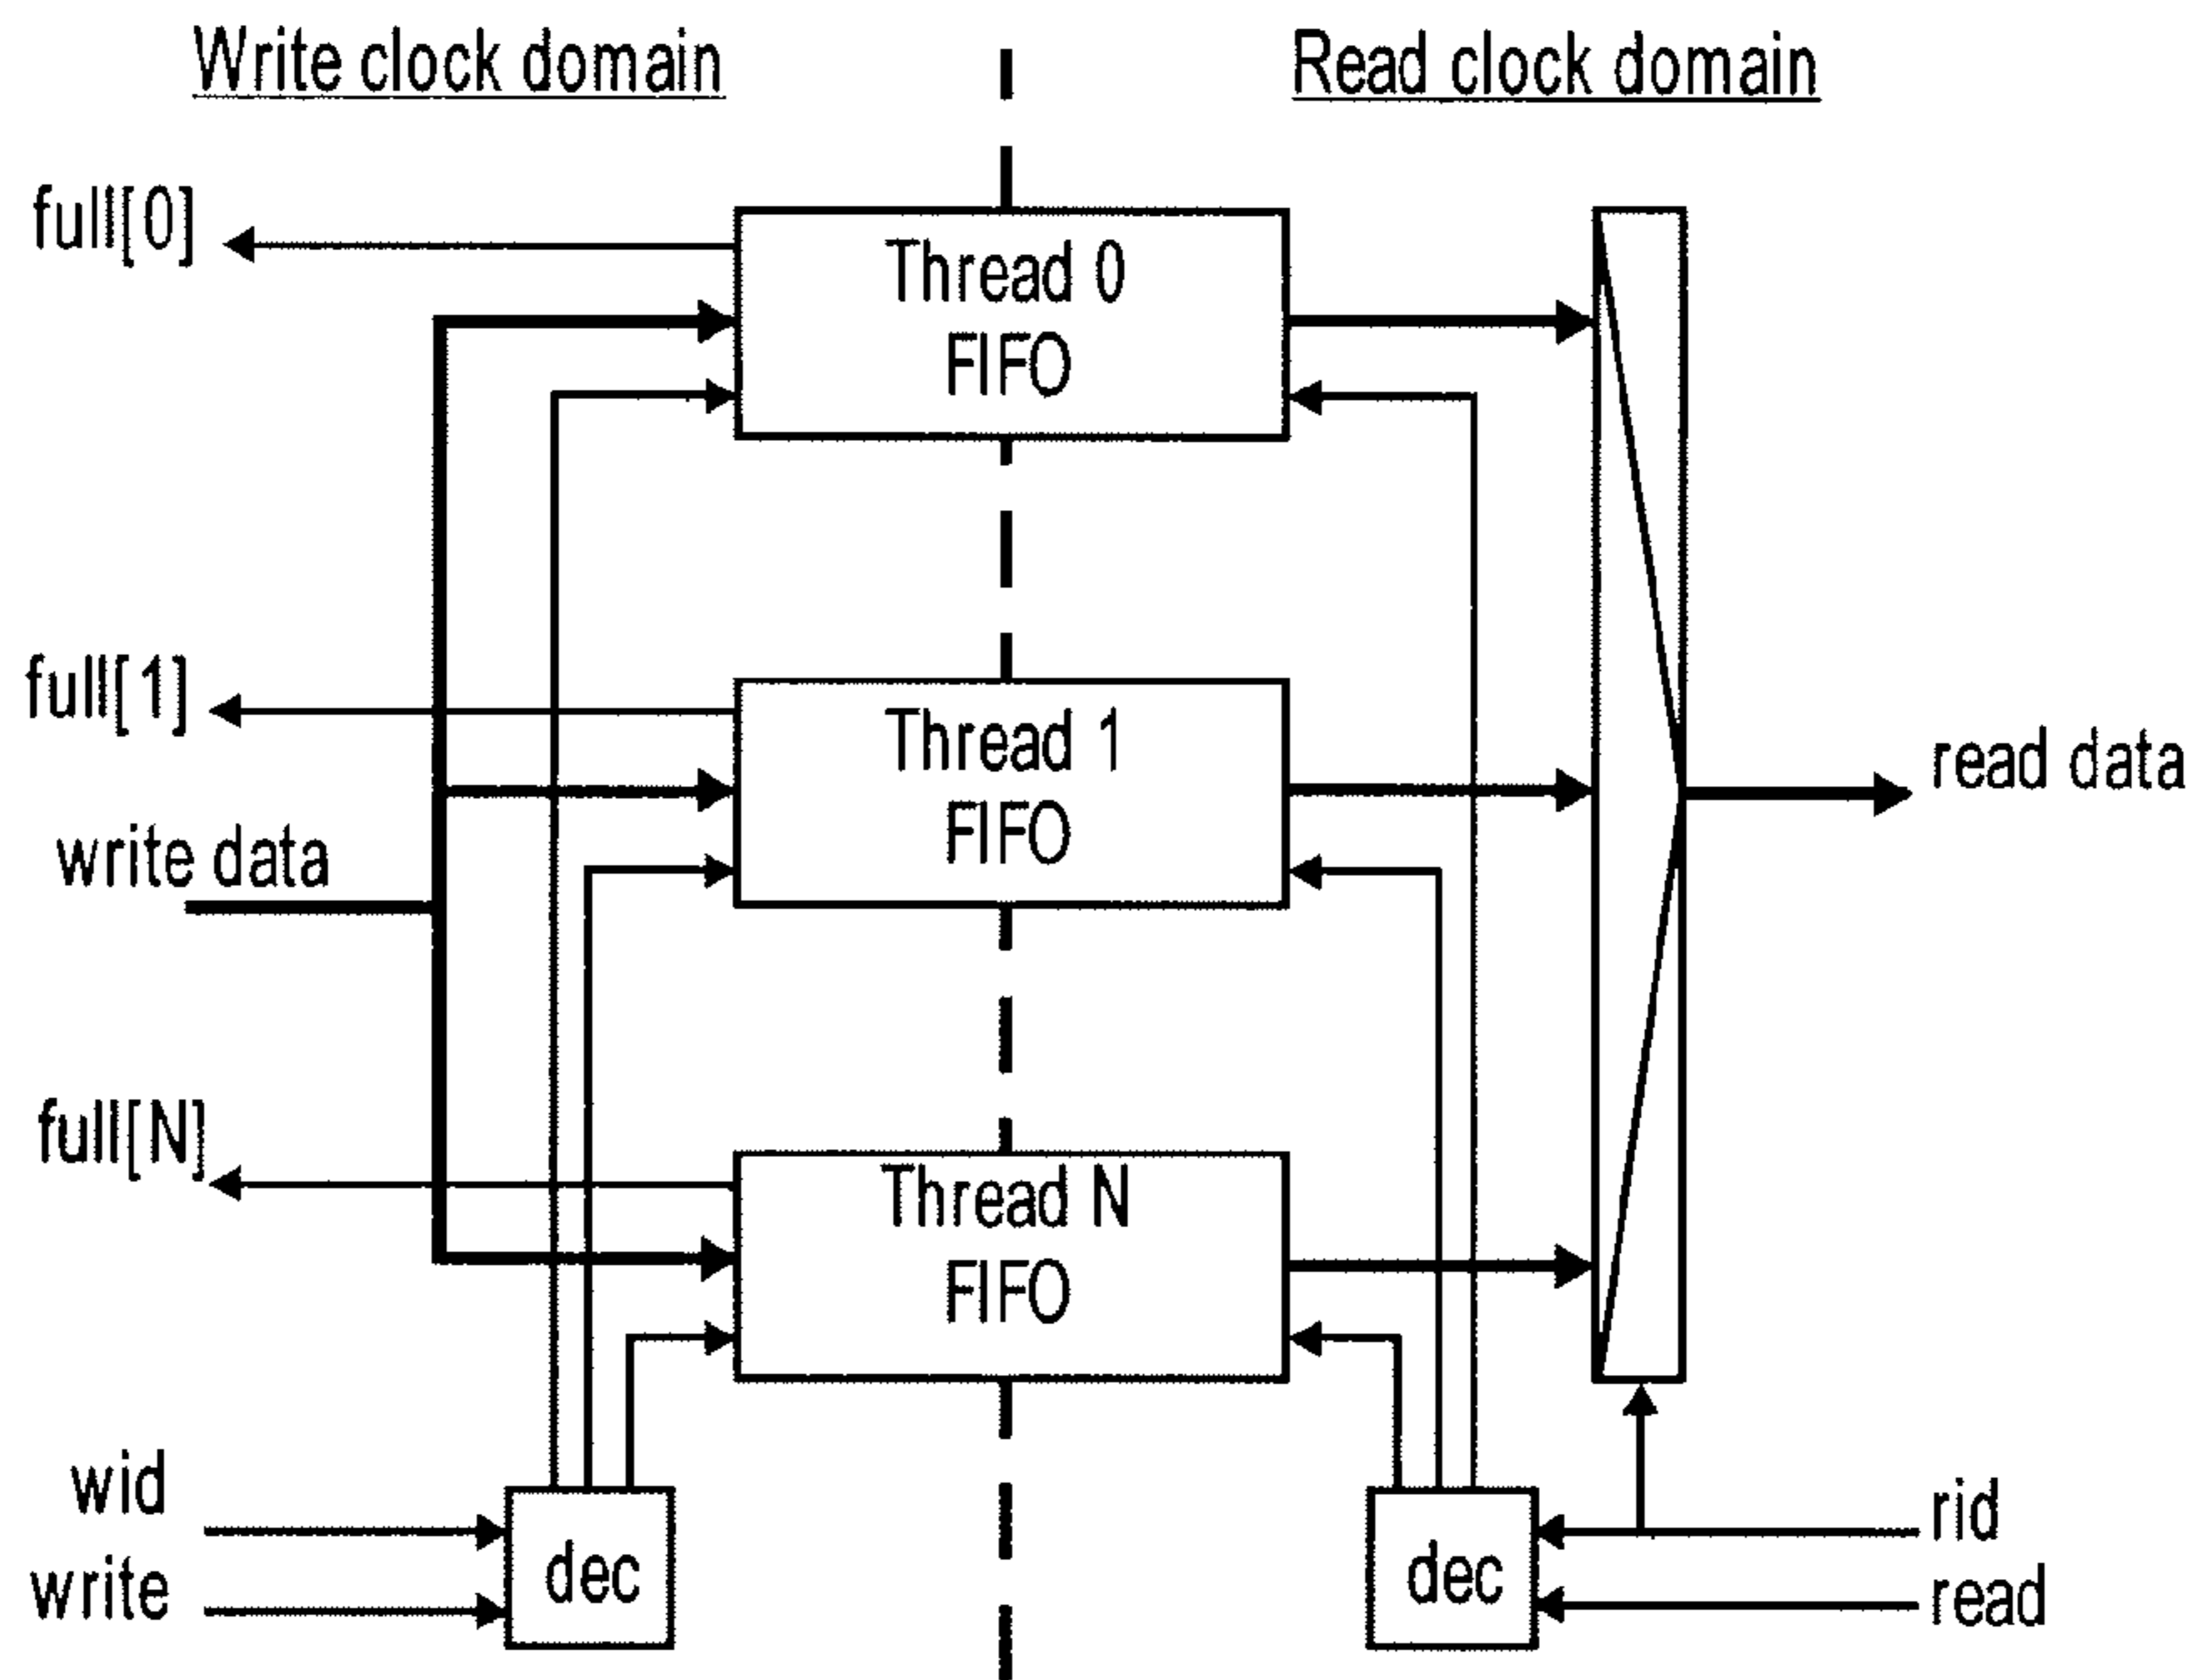 Write clock domain
Read clock domain
full[0]
Thread 0
FIFO
full[1]
Thread 1
FIFO
read data
write data
full[N]
Thread N
FIFO
wid
write
dec
dec
rid
read